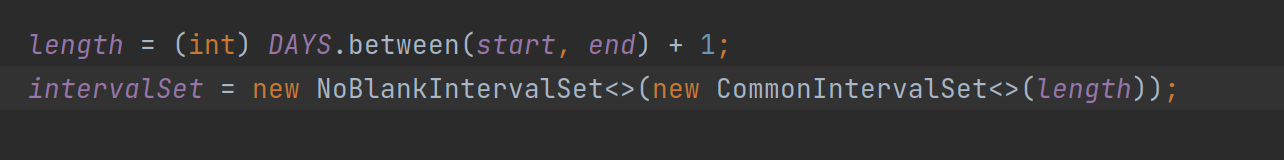 length = (int) DAYS.between(start, end) + 1;
intervalSet = new NoBlankIntervalSet<>(new CommonIntervalSet<>(length));